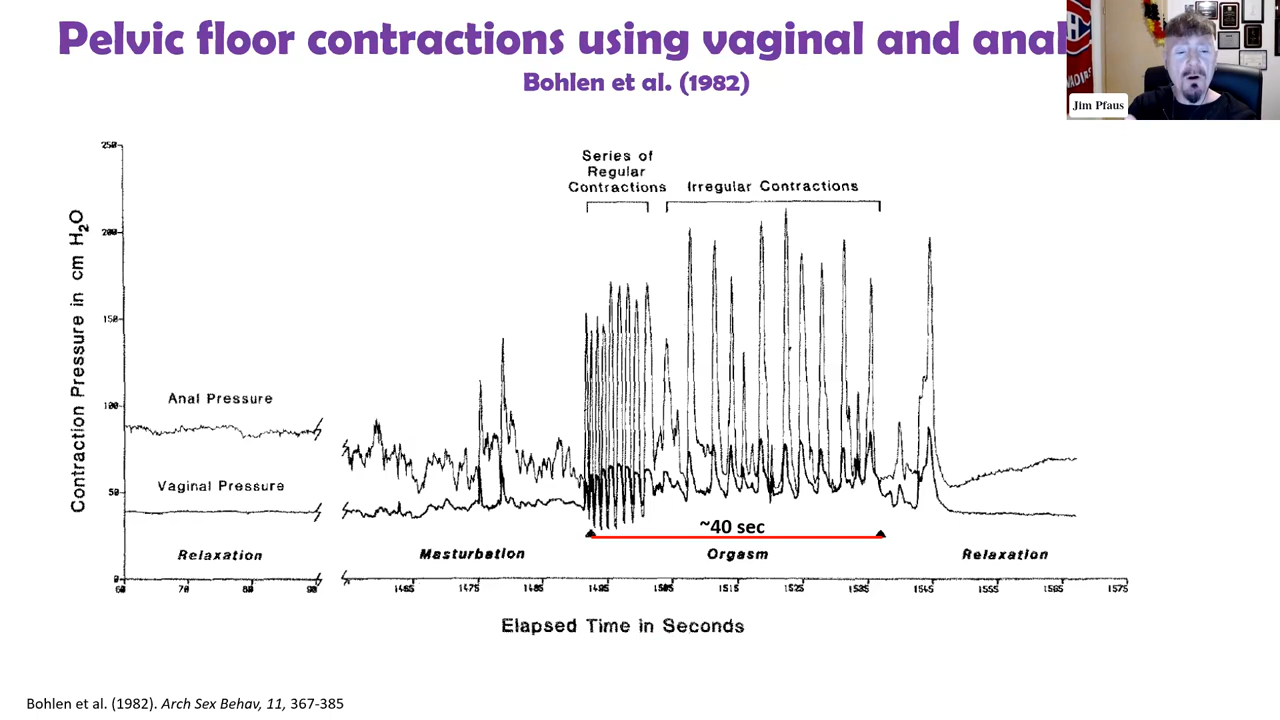 Pelvic floor contractions using vaginal and anal
Bohlen et al. (1982)
Jim Pfaus
250
200
150
100
50
0
Contraction Pressure in cm H₂O
Series of
Regular
Contractions
Irregular Contractions
Anal Pressure
Vaginal Pressure
~40 sec
Relaxation
Masturbation
Orgasm
Relaxation
60 70 80 90 1465 1475 1485 1495 1505 1515 1525 1535 1545 1555 1565 1575
Elapsed Time in Seconds
Bohlen et al. (1982). Arch Sex Behav, 11, 367-385